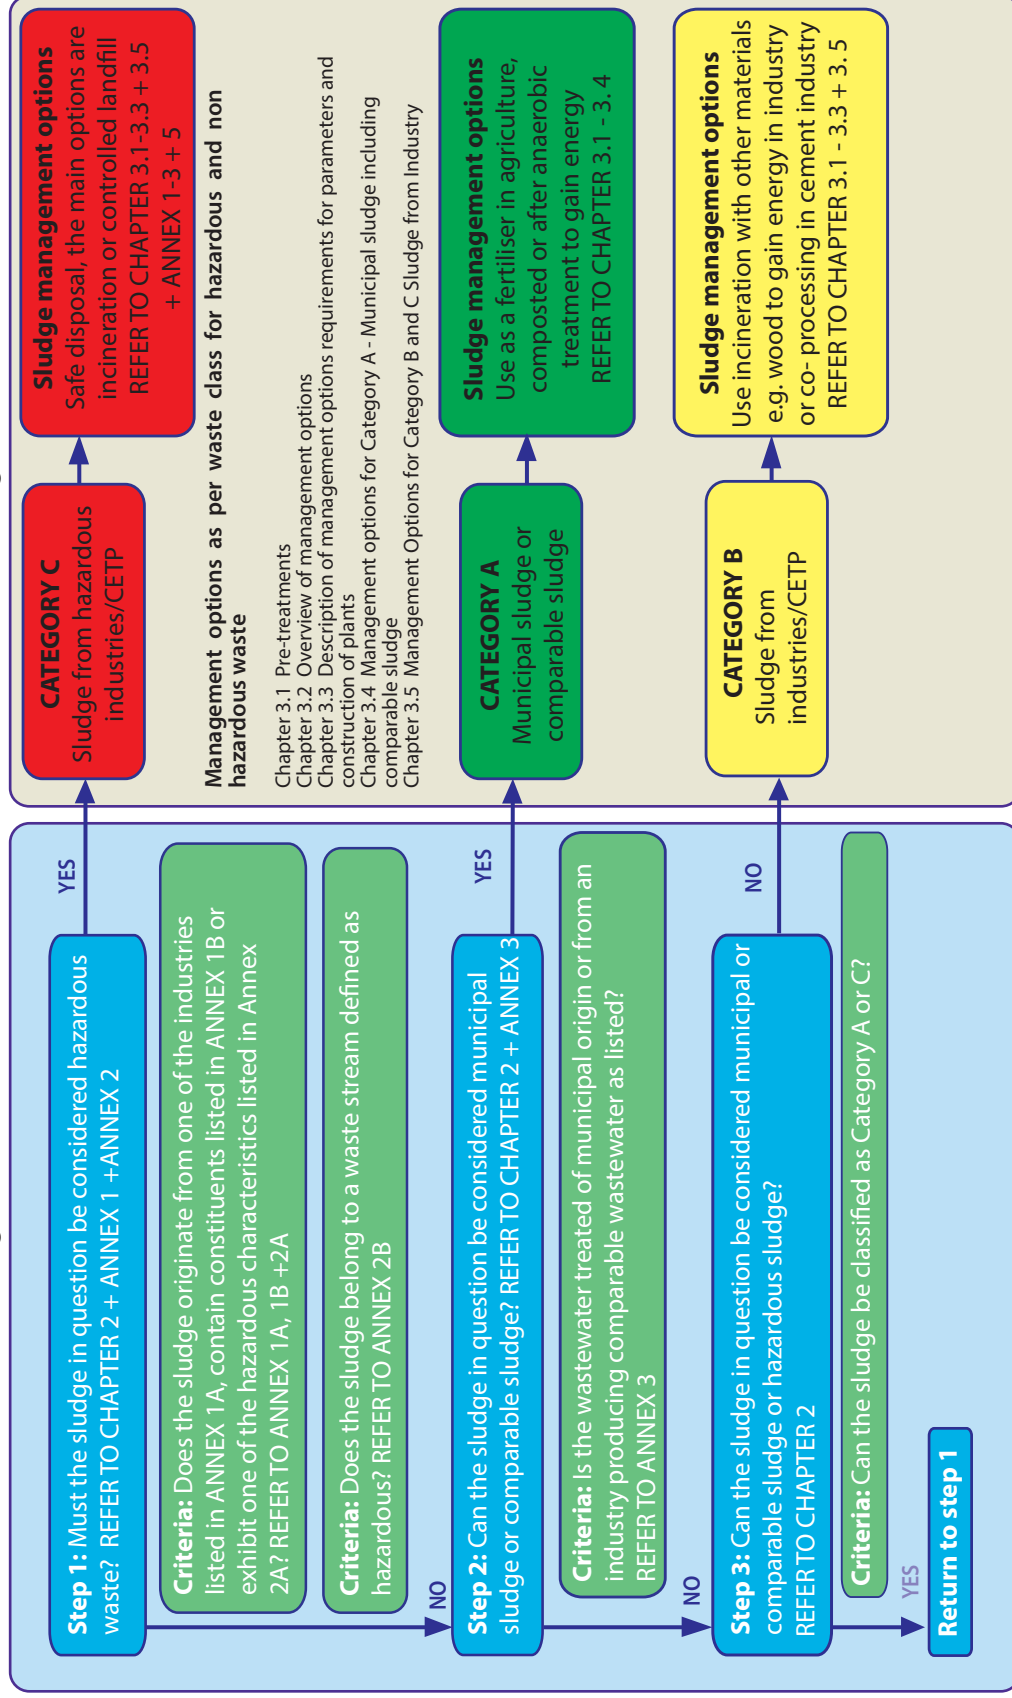 Step 1: Must the sludge in question be considered hazardous
waste?  REFER TO CHAPTER 2 + ANNEX 1 +ANNEX 2
YES
CATEGORY C
Sludge from hazardous
industries/CETP
Sludge management options
Safe disposal, the main options are
incineration or controlled landfill
REFER TO CHAPTER 3.1-3.3 + 3.5
+ ANNEX 1-3 + 5
Criteria: Does the sludge originate from one of the industries
listed in ANNEX 1A, contain constituents listed in ANNEX 1B or
exhibit one of the hazardous characteristics listed in Annex
2A? REFER TO ANNEX 1A, 1B +2A
Criteria: Does the sludge belong to a waste stream defined as
hazardous? REFER TO ANNEX 2B
Management options as per waste class for hazardous and non
hazardous waste
Chapter 3.1 Pre-treatments
Chapter 3.2 Overview of management options
Chapter 3.3 Description of management options requirements for parameters and
construction of plants
Chapter 3.4 Management options for Category A - Municipal sludge including
comparable sludge
Chapter 3.5 Management Options for Category B and C Sludge from Industry
NO
Step 2: Can the sludge in question be considered municipal
sludge or comparable sludge? REFER TO CHAPTER 2 + ANNEX 3
YES
CATEGORY A
Municipal sludge or
comparable sludge
Sludge management options
Use as a fertiliser in agriculture,
composted or after anaerobic
treatment to gain energy
REFER TO CHAPTER 3.1 - 3. 4
Criteria: Is the wastewater treated of municipal origin or from an
industry producing comparable wastewater as listed?
REFER TO ANNEX 3
NO
Step 3: Can the sludge in question be considered municipal or
comparable sludge or hazardous sludge?
REFER TO CHAPTER 2
NO
CATEGORY B
Sludge from
industries/CETP
Sludge management options
Use incineration with other materials
e.g. wood to gain energy in industry
or co- processing in cement industry
REFER TO CHAPTER 3.1 - 3.3 + 3. 5
Criteria: Can the sludge be classified as Category A or C?
YES
Return to step 1